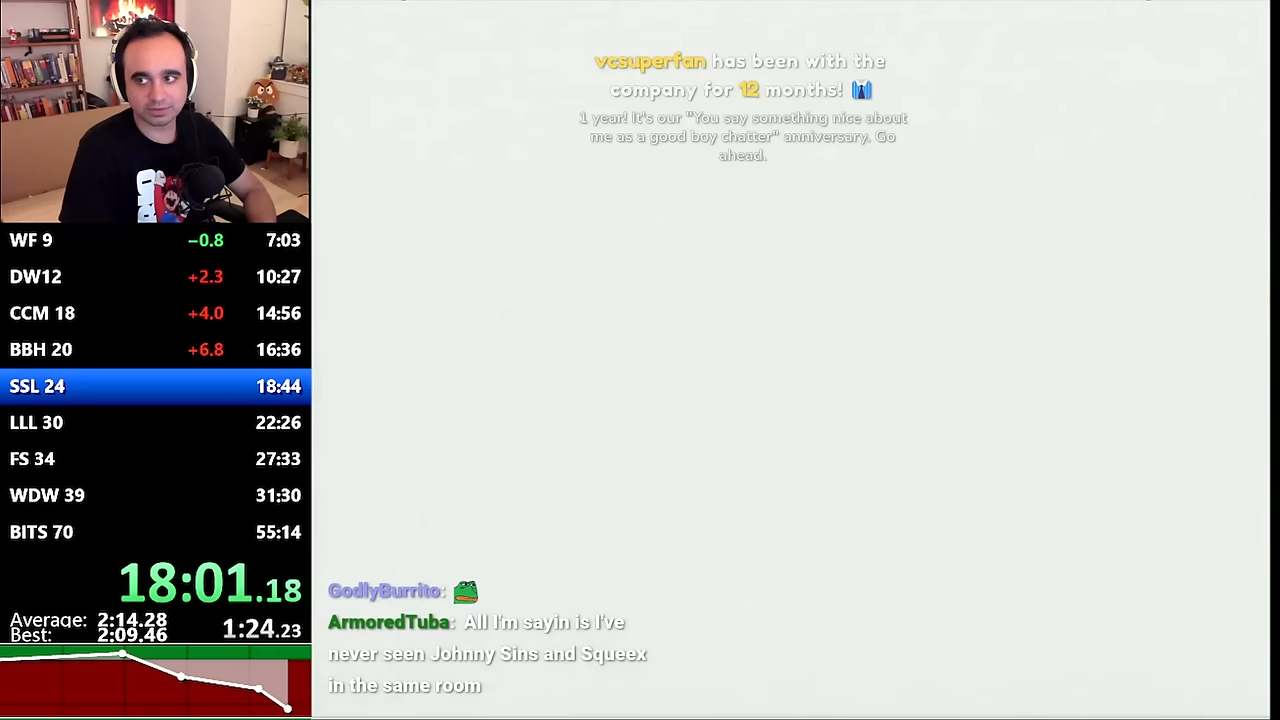 vcsuperfan has been with the
company for 12 months!
1 year! It's our "You say something nice about
me as a good boy chatter" anniversary. Go
ahead.
WF 9 −0.8 7:03
DW12 +2.3 10:27
CCM 18 +4.0 14:56
BBH 20 +6.8 16:36
SSL 24 18:44
LLL 30 22:26
FS 34 27:33
WDW 39 31:30
BITS 70 55:14
18:01.18
Average: 2:14.28
Best: 2:09.46 1:24.23
GodlyBurrito:
ArmoredTuba: All I'm sayin is I've
never seen Johnny Sins and Squeex
in the same room